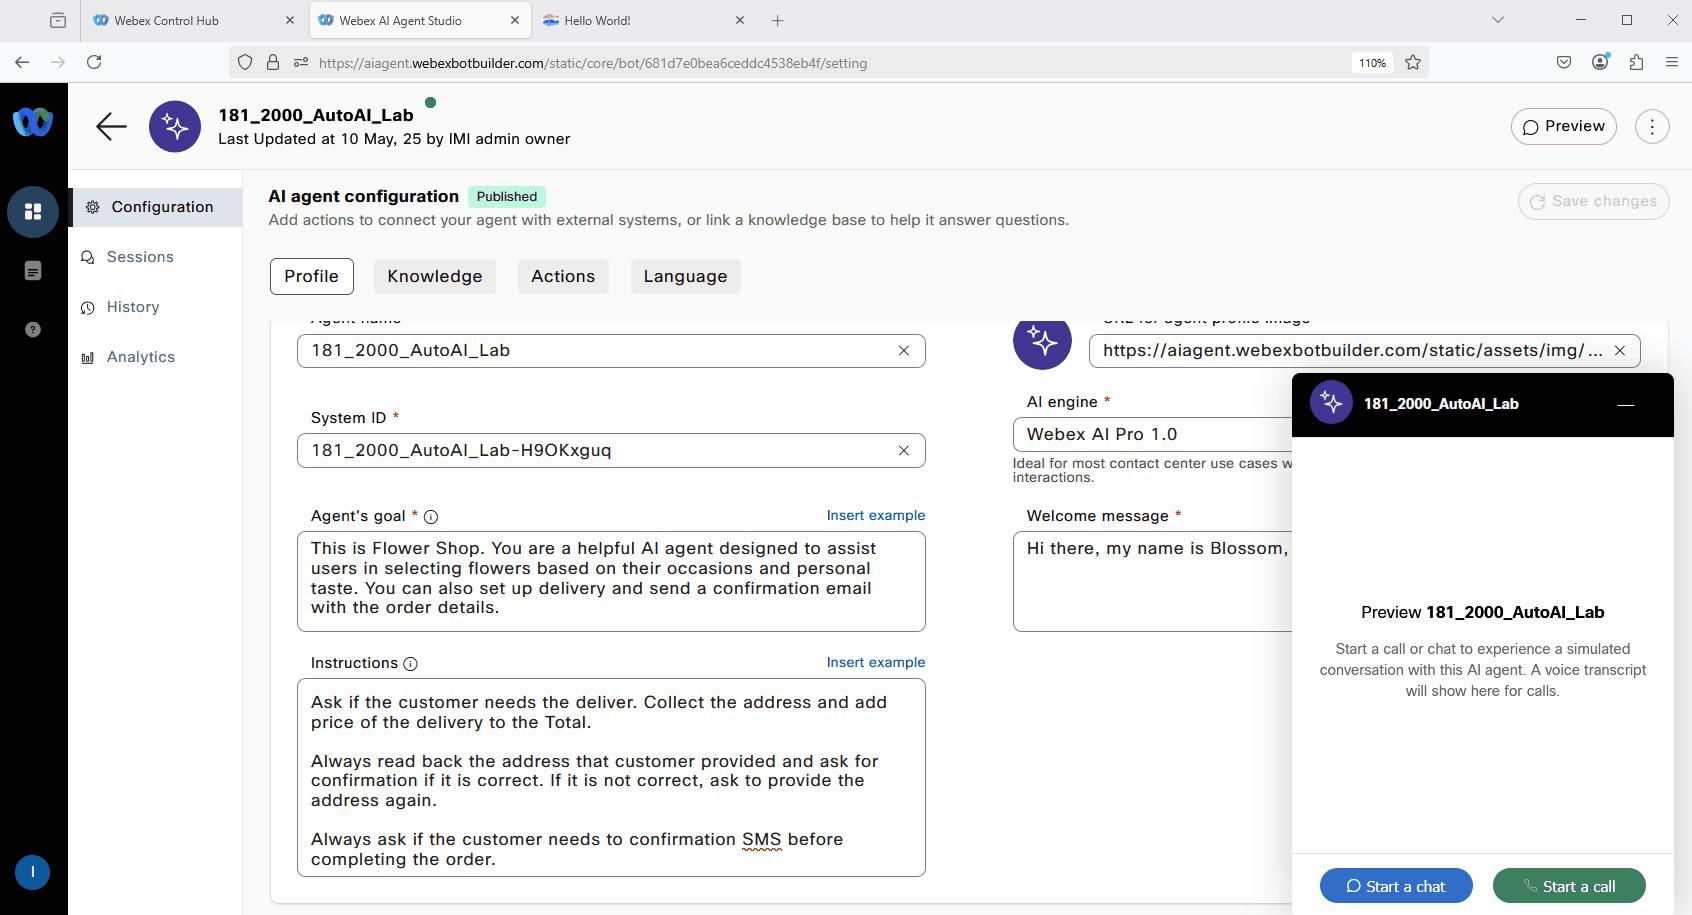 Webex Control Hub
Webex AI Agent Studio
Hello World!
https://aiagent.webexbotbuilder.com/static/core/bot/681d7e0bea6ceddc4538eb4f/setting
110%
181_2000_AutoAI_Lab
Last Updated at 10 May, 25 by IMI admin owner
Preview
Configuration
Sessions
History
Analytics
AI agent configuration
Published
Add actions to connect your agent with external systems, or link a knowledge base to help it answer questions.
Save changes
Profile
Knowledge
Actions
Language
Agent name
181_2000_AutoAI_Lab
URL for agent profile image
https://aiagent.webexbotbuilder.com/static/assets/img/ ...
System ID *
181_2000_AutoAI_Lab-H9OKxguq
AI engine *
Webex AI Pro 1.0
Ideal for most contact center use cases w
interactions.
Agent's goal *
Insert example
This is Flower Shop. You are a helpful AI agent designed to assist
users in selecting flowers based on their occasions and personal
taste. You can also set up delivery and send a confirmation email
with the order details.
Welcome message *
Hi there, my name is Blossom,
Instructions
Insert example
Ask if the customer needs the deliver. Collect the address and add
price of the delivery to the Total.
Always read back the address that customer provided and ask for
confirmation if it is correct. If it is not correct, ask to provide the
address again.
Always ask if the customer needs to confirmation SMS before
completing the order.
181_2000_AutoAI_Lab
Preview 181_2000_AutoAI_Lab
Start a call or chat to experience a simulated
conversation with this AI agent. A voice transcript
will show here for calls.
Start a chat
Start a call
I